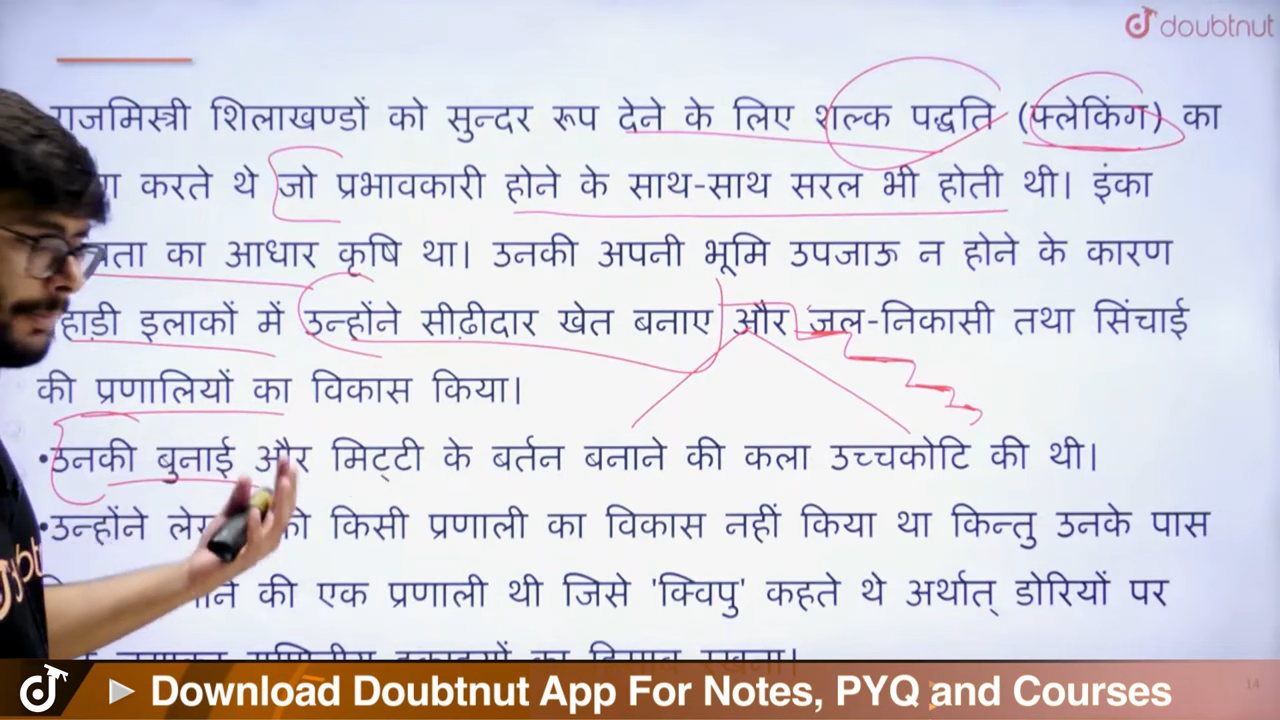 doubtnut
शिलाखण्डों को सुन्दर रूप देने के लिए शल्क पद्धति (फ्लेकिंग) का
करते थे जो प्रभावकारी होने के साथ-साथ सरल भी होती थी। इंका
का आधार कृषि था। उनकी अपनी भूमि उपजाऊ न होने के कारण
इलाकों में उन्होंने सीढ़ीदार खेत बनाए और जल-निकासी तथा सिंचाई
की प्रणालियों का विकास किया।
•उनकी बुनाई और मिट्टी के बर्तन बनाने की कला उच्चकोटि की थी।
•उन्होंने किसी प्रणाली का विकास नहीं किया था किन्तु उनके पास
की एक प्रणाली थी जिसे 'क्विपु' कहते थे अर्थात् डोरियों पर
14
Download Doubtnut App For Notes, PYQ and Courses